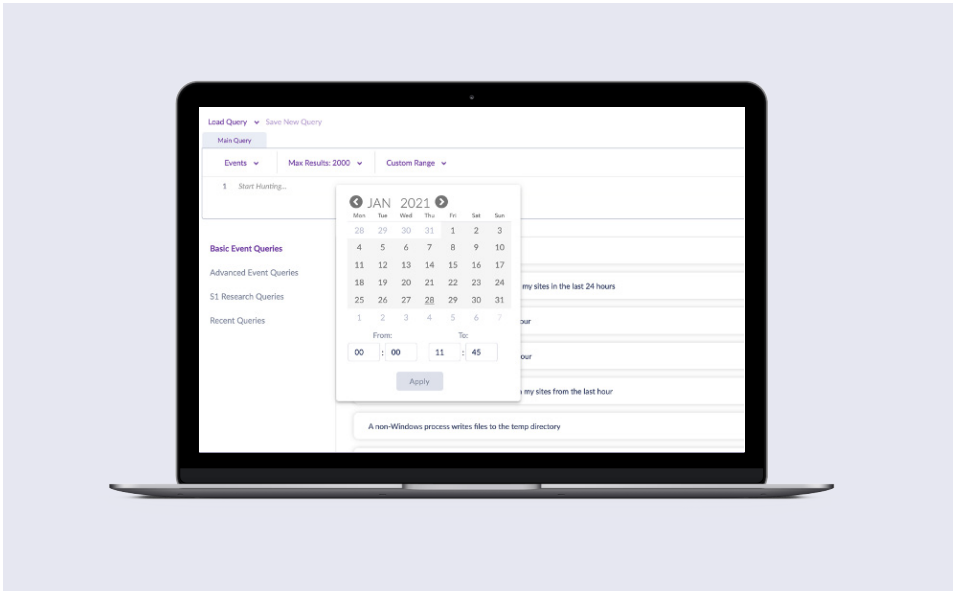 Load Query Save New Query
Main Query
Events Max Results: 2000 Custom Range
1 Start Hunting...
JAN 2021
Mon Tue Wed Thu Fri Sat Sun
28 29 30 31 1 2 3
4 5 6 7 8 9 10
11 12 13 14 15 16 17
18 19 20 21 22 23 24
25 26 27 28 29 30 31
1 2 3 4 5 6 7
From: To:
00 : 00 11 : 45
Apply
Basic Event Queries
Advanced Event Queries
S1 Research Queries
Recent Queries
my sites in the last 24 hours
our
our
my sites from the last hour
A non-Windows process writes files to the temp directory